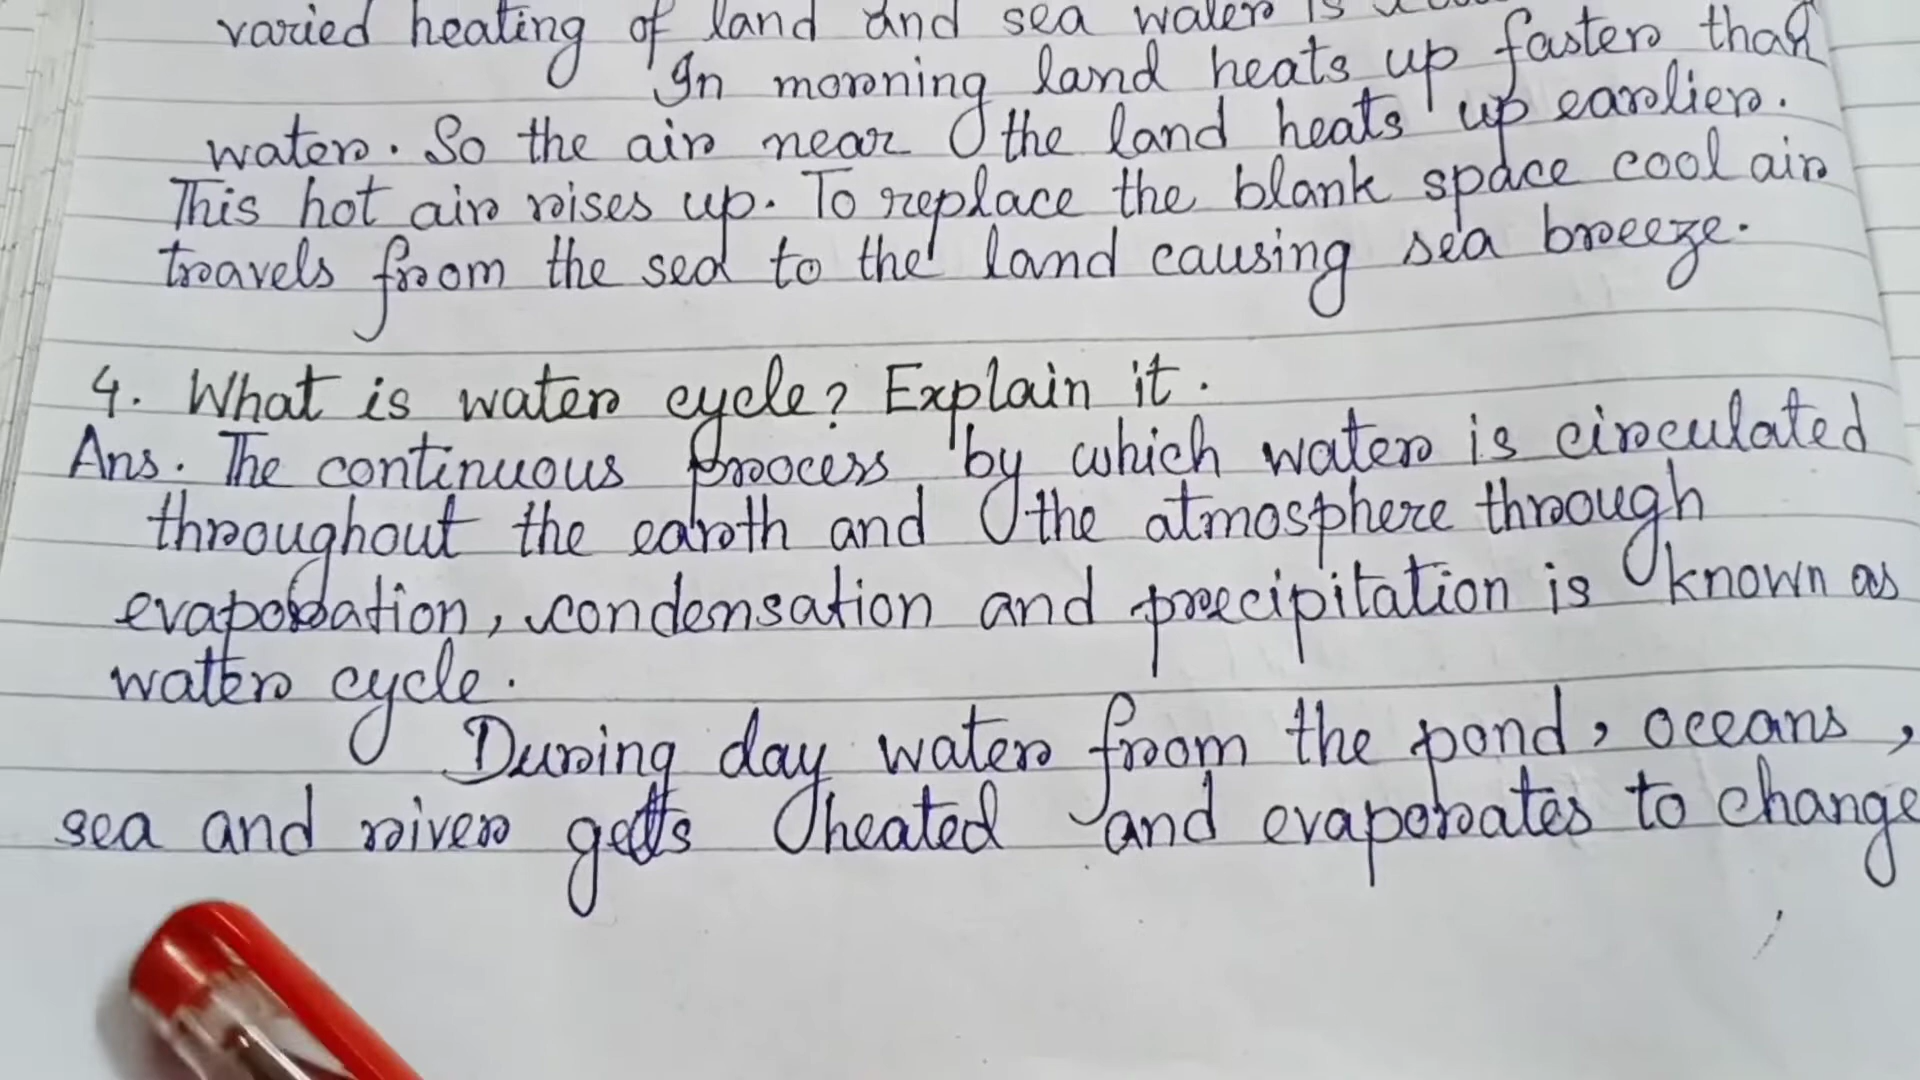 varied heating of land and sea water is
In morning land heats up faster than
water. So the air near the land heats up earlier.
This hot air rises up. To replace the blank space cool air
travels from the sea to the land causing sea breeze.
4. What is water cycle? Explain it.
Ans. The continuous process by which water is circulated
throughout the earth and the atmosphere through
evaporation, condensation and precipitation is known as
water cycle.
During day water from the pond, oceans,
sea and river gets heated and evaporates to change